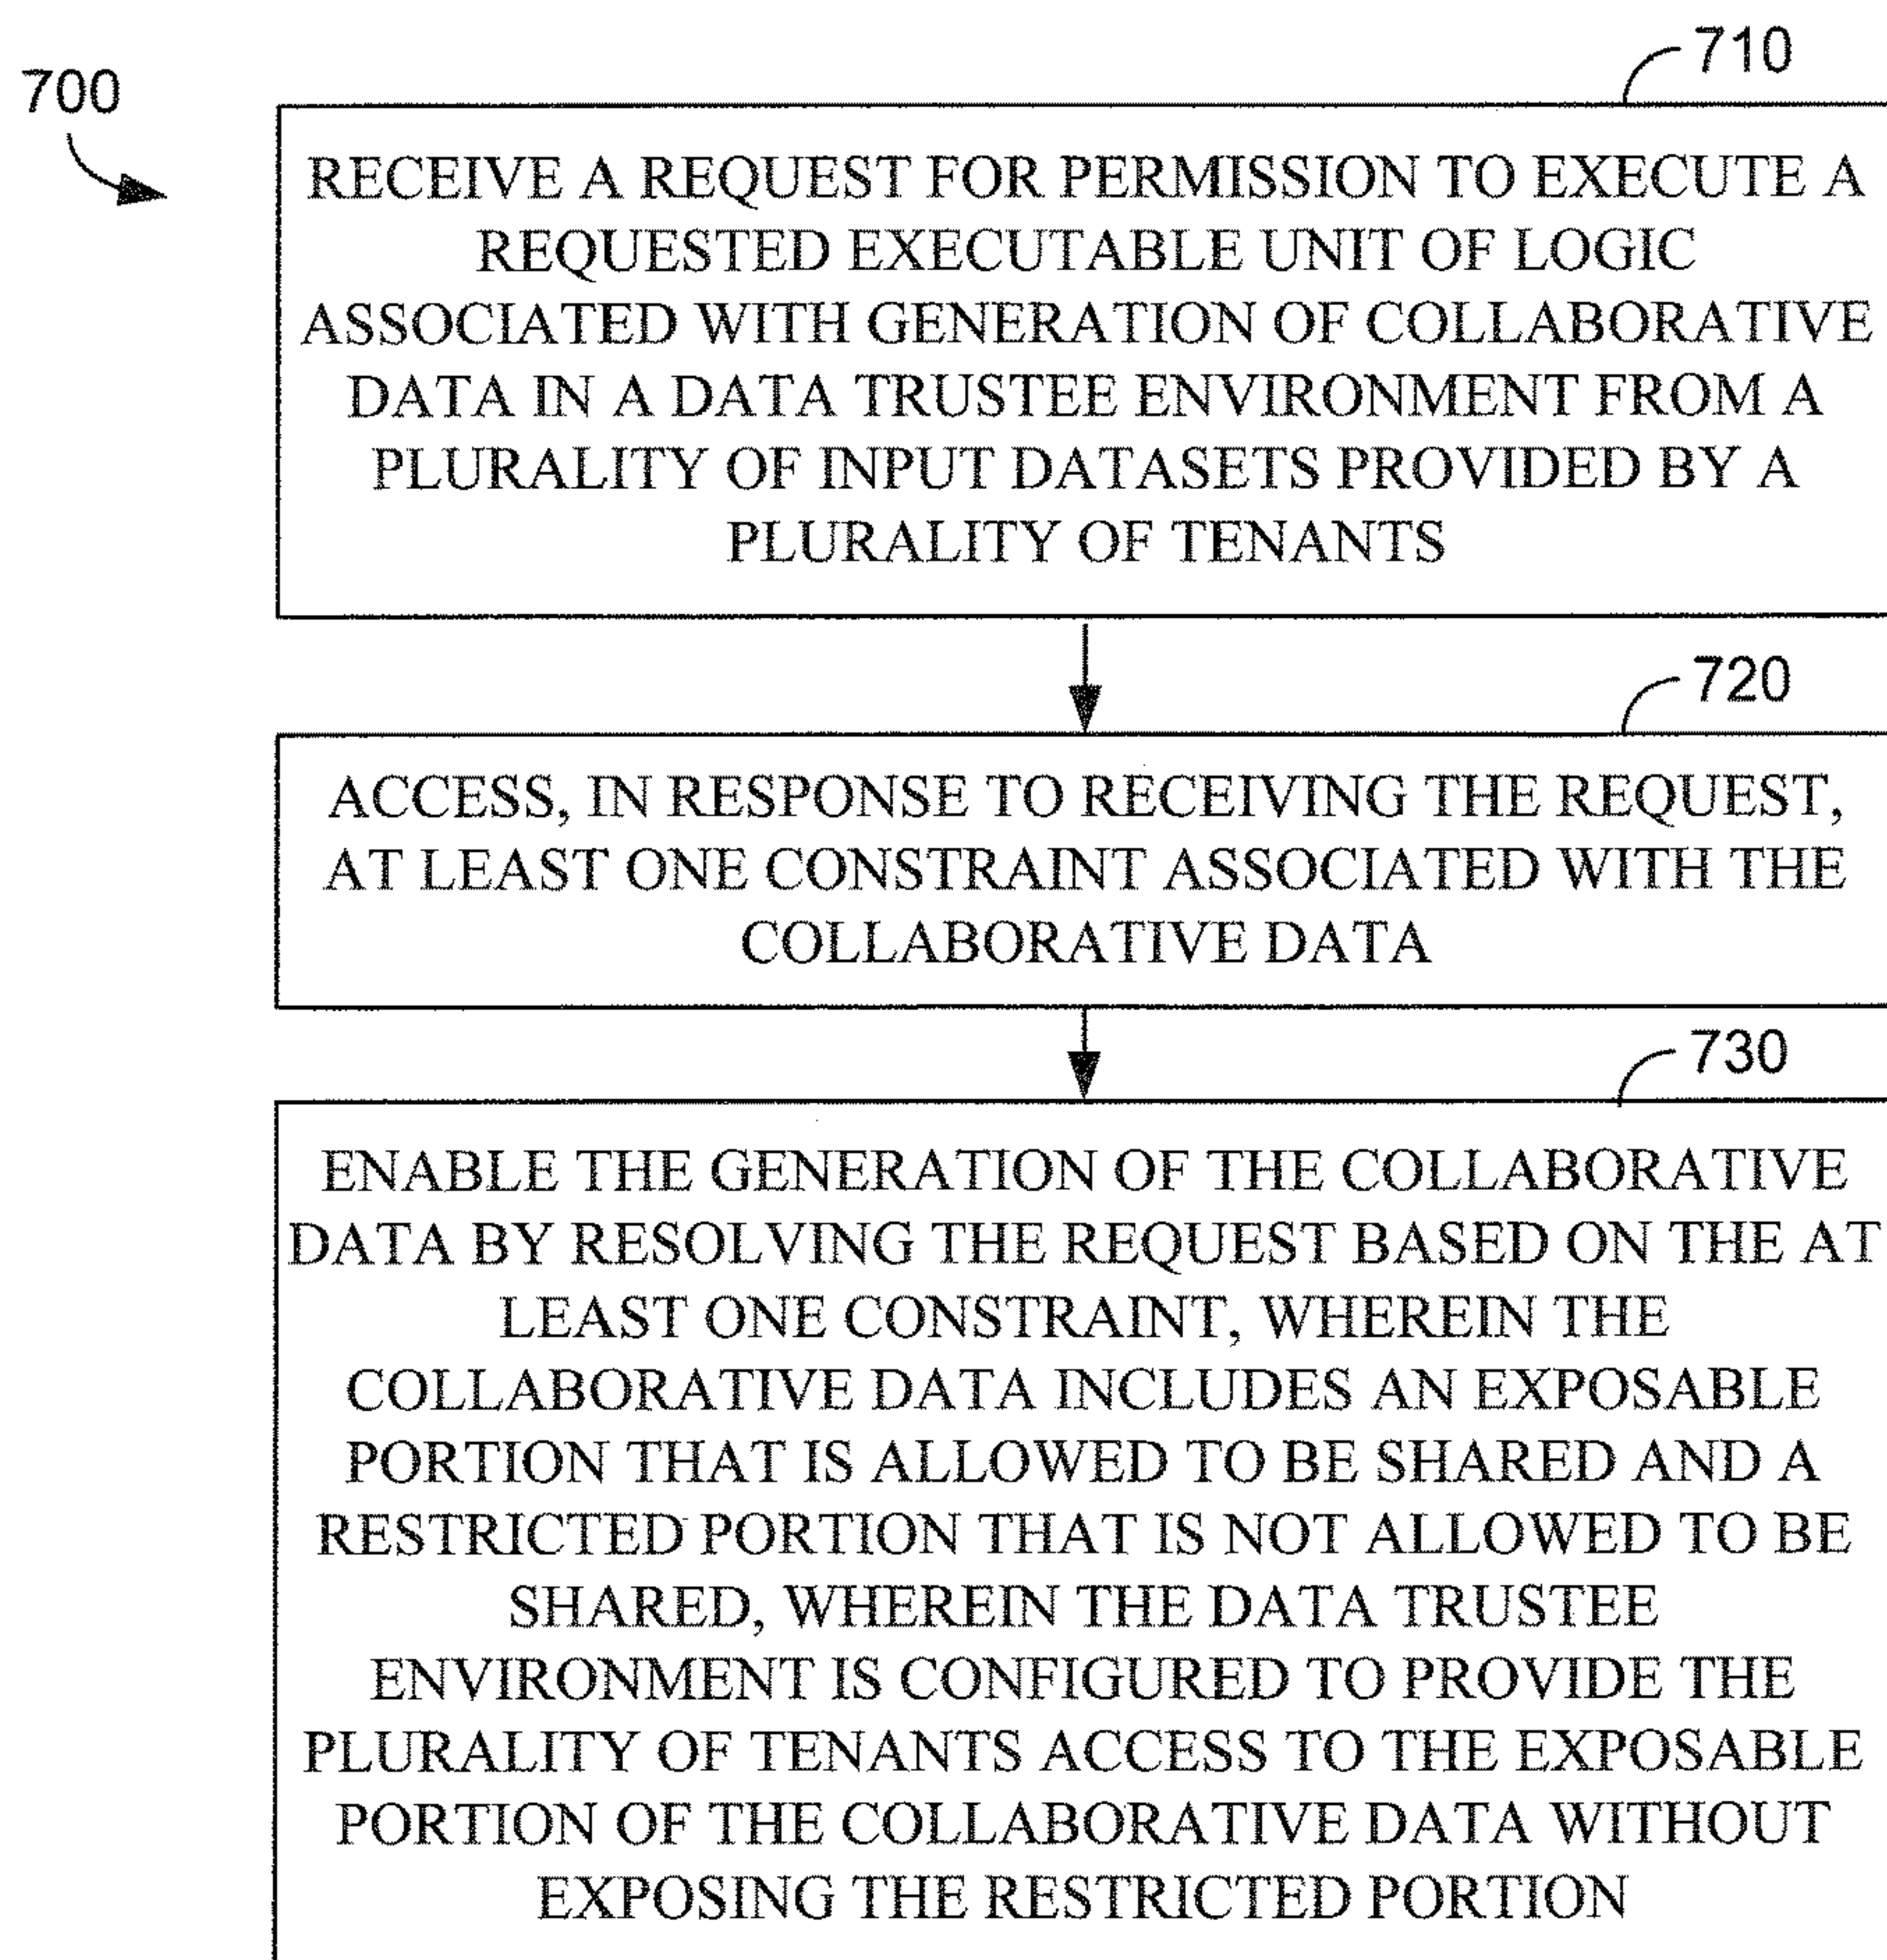 700
710
RECEIVE A REQUEST FOR PERMISSION TO EXECUTE A
REQUESTED EXECUTABLE UNIT OF LOGIC
ASSOCIATED WITH GENERATION OF COLLABORATIVE
DATA IN A DATA TRUSTEE ENVIRONMENT FROM A
PLURALITY OF INPUT DATASETS PROVIDED BY A
PLURALITY OF TENANTS
720
ACCESS, IN RESPONSE TO RECEIVING THE REQUEST,
AT LEAST ONE CONSTRAINT ASSOCIATED WITH THE
COLLABORATIVE DATA
730
ENABLE THE GENERATION OF THE COLLABORATIVE
DATA BY RESOLVING THE REQUEST BASED ON THE AT
LEAST ONE CONSTRAINT, WHEREIN THE
COLLABORATIVE DATA INCLUDES AN EXPOSABLE
PORTION THAT IS ALLOWED TO BE SHARED AND A
RESTRICTED PORTION THAT IS NOT ALLOWED TO BE
SHARED, WHEREIN THE DATA TRUSTEE
ENVIRONMENT IS CONFIGURED TO PROVIDE THE
PLURALITY OF TENANTS ACCESS TO THE EXPOSABLE
PORTION OF THE COLLABORATIVE DATA WITHOUT
EXPOSING THE RESTRICTED PORTION